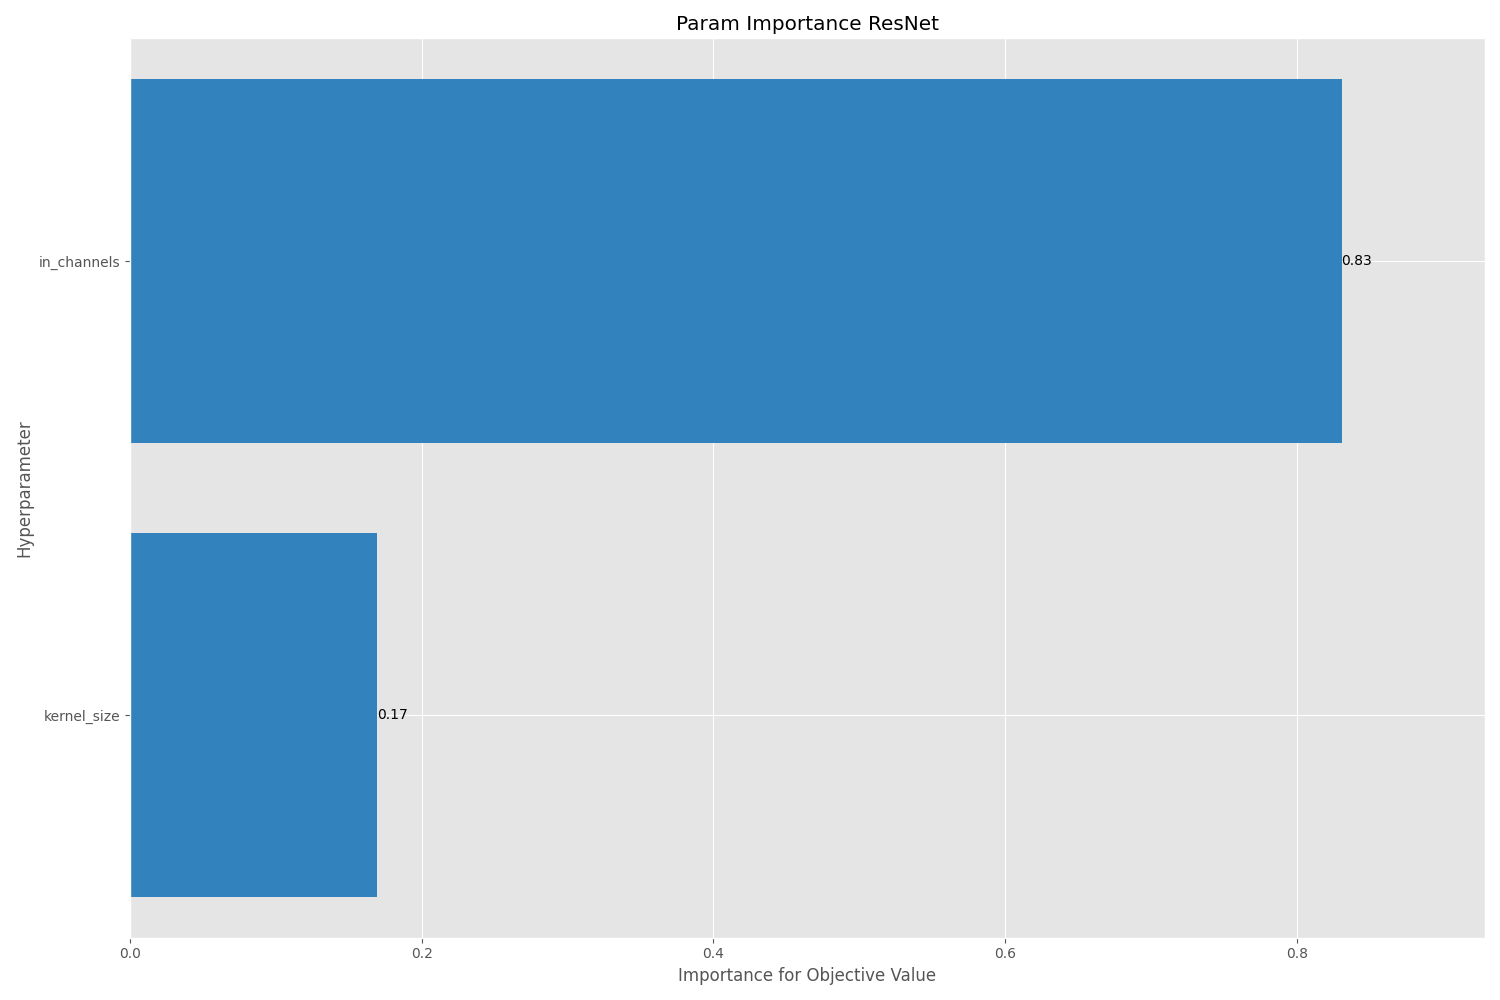 Param Importance ResNet
in_channels
0.83
Hyperparameter
kernel_size
0.17
0.0
0.2
0.4
0.6
0.8
Importance for Objective Value